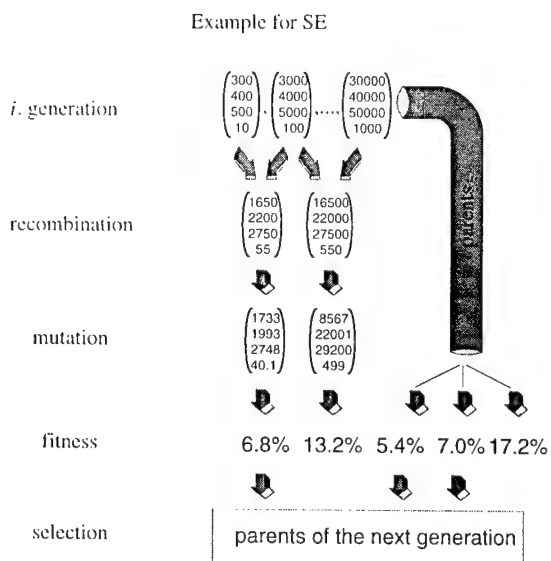 Example for SE
i. generation
300 3000 30000
400 4000 40000
500 , 5000 ..... 50000
10 100 1000
parents
recombination
1650 16500
2200 22000
2750 27500
55 550
mutation
1733 8567
1993 22001
2748 29200
40.1 499
fitness
6.8% 13.2% 5.4% 7.0% 17.2%
selection
parents of the next generation